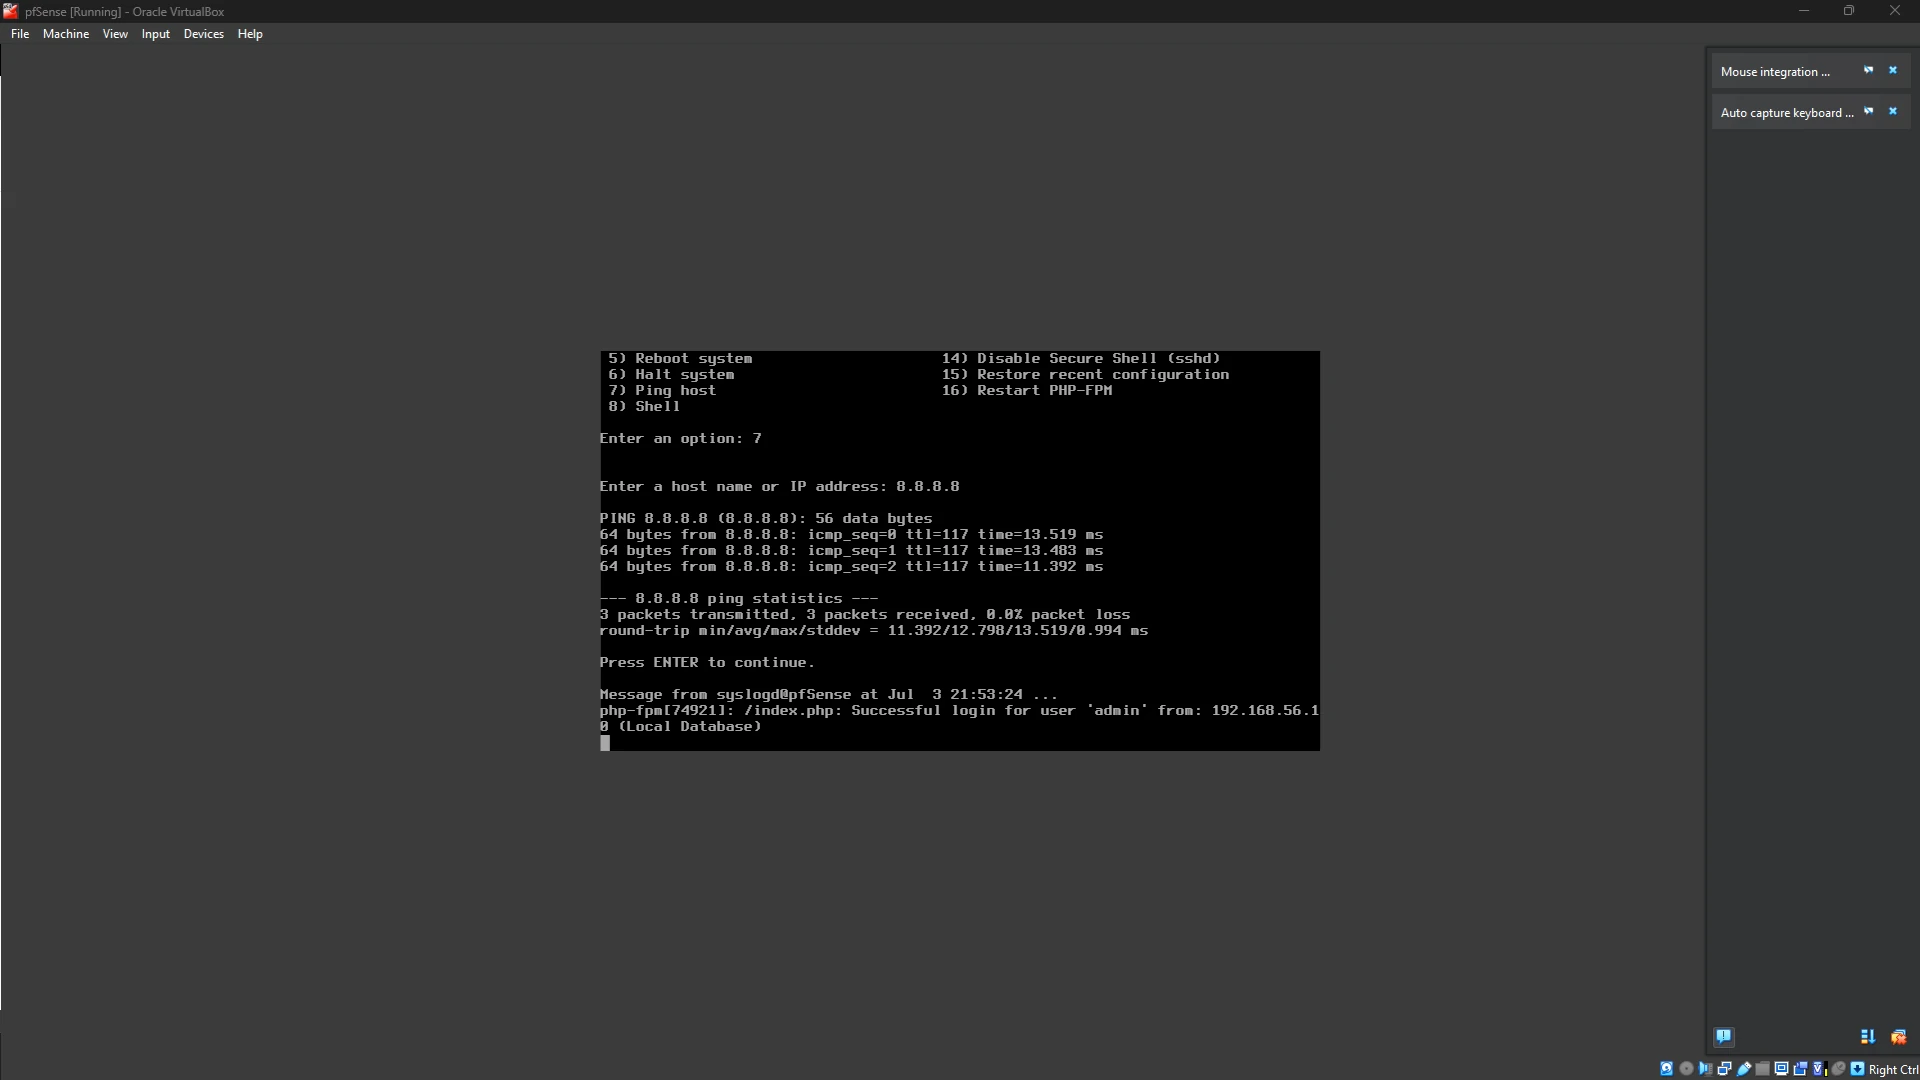 pfSense [Running] - Oracle VirtualBox
File Machine View Input Devices Help
Mouse integration ...
Auto capture keyboard ...
5) Reboot system 14) Disable Secure Shell (sshd)
6) Halt system 15) Restore recent configuration
7) Ping host 16) Restart PHP-FPM
8) Shell
Enter an option: 7
Enter a host name or IP address: 8.8.8.8
PING 8.8.8.8 (8.8.8.8): 56 data bytes
64 bytes from 8.8.8.8: icmp_seq=0 ttl=117 time=13.519 ms
64 bytes from 8.8.8.8: icmp_seq=1 ttl=117 time=13.483 ms
64 bytes from 8.8.8.8: icmp_seq=2 ttl=117 time=11.392 ms
--- 8.8.8.8 ping statistics ---
3 packets transmitted, 3 packets received, 0.0% packet loss
round-trip min/avg/max/stddev = 11.392/12.798/13.519/0.994 ms
Press ENTER to continue.
Message from syslogd@pfSense at Jul  3 21:53:24 ...
php-fpm[74921]: /index.php: Successful login for user 'admin' from: 192.168.56.1
0 (Local Database)
Right Ctrl